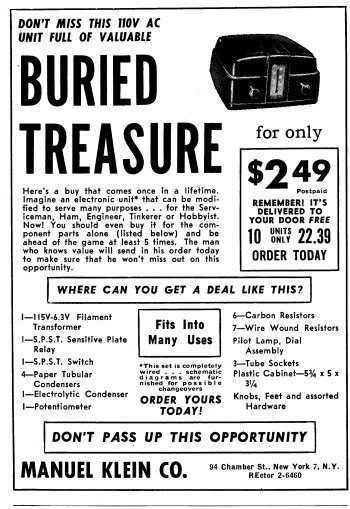 DON'T MISS THIS 110V AC
UNIT FULL OF VALUABLE
BURIED
TREASURE
for only
$2.49
Postpaid
REMEMBER! IT'S
DELIVERED TO
YOUR DOOR FREE
10 UNITS ONLY 22.39
ORDER TODAY
Here's a buy that comes once in a lifetime.
Imagine an electronic unit* that can be modi-
fied to serve many purposes . . . for the Serv-
iceman, Ham, Engineer, Tinkerer or Hobbyist.
Now! You should even buy it for the com-
ponent parts alone (listed below) and be
ahead of the game at least 5 times. The man
who knows value will send in his order today
to make sure that he won't miss out on this
opportunity.
WHERE CAN YOU GET A DEAL LIKE THIS?
1—115V-6.3V Filament
Transformer
1—S.P.S.T. Sensitive Plate
Relay
1—S.P.S.T. Switch
4—Paper Tubular
Condensers
1—Electrolytic Condenser
1—Potentiometer
Fits Into
Many Uses
*This set is completely
wired . . . schematic
diagrams are fur-
nished for possible
changeovers
ORDER YOURS
TODAY!
6—Carbon Resistors
7—Wire Wound Resistors
Pilot Lamp, Dial
Assembly
3—Tube Sockets
Plastic Cabinet—5¾ x 5 x
3¼
Knobs, Feet and assorted
Hardware
DON'T PASS UP THIS OPPORTUNITY
MANUEL KLEIN CO.
94 Chamber St., New York 7, N.Y.
REctor 2-6460